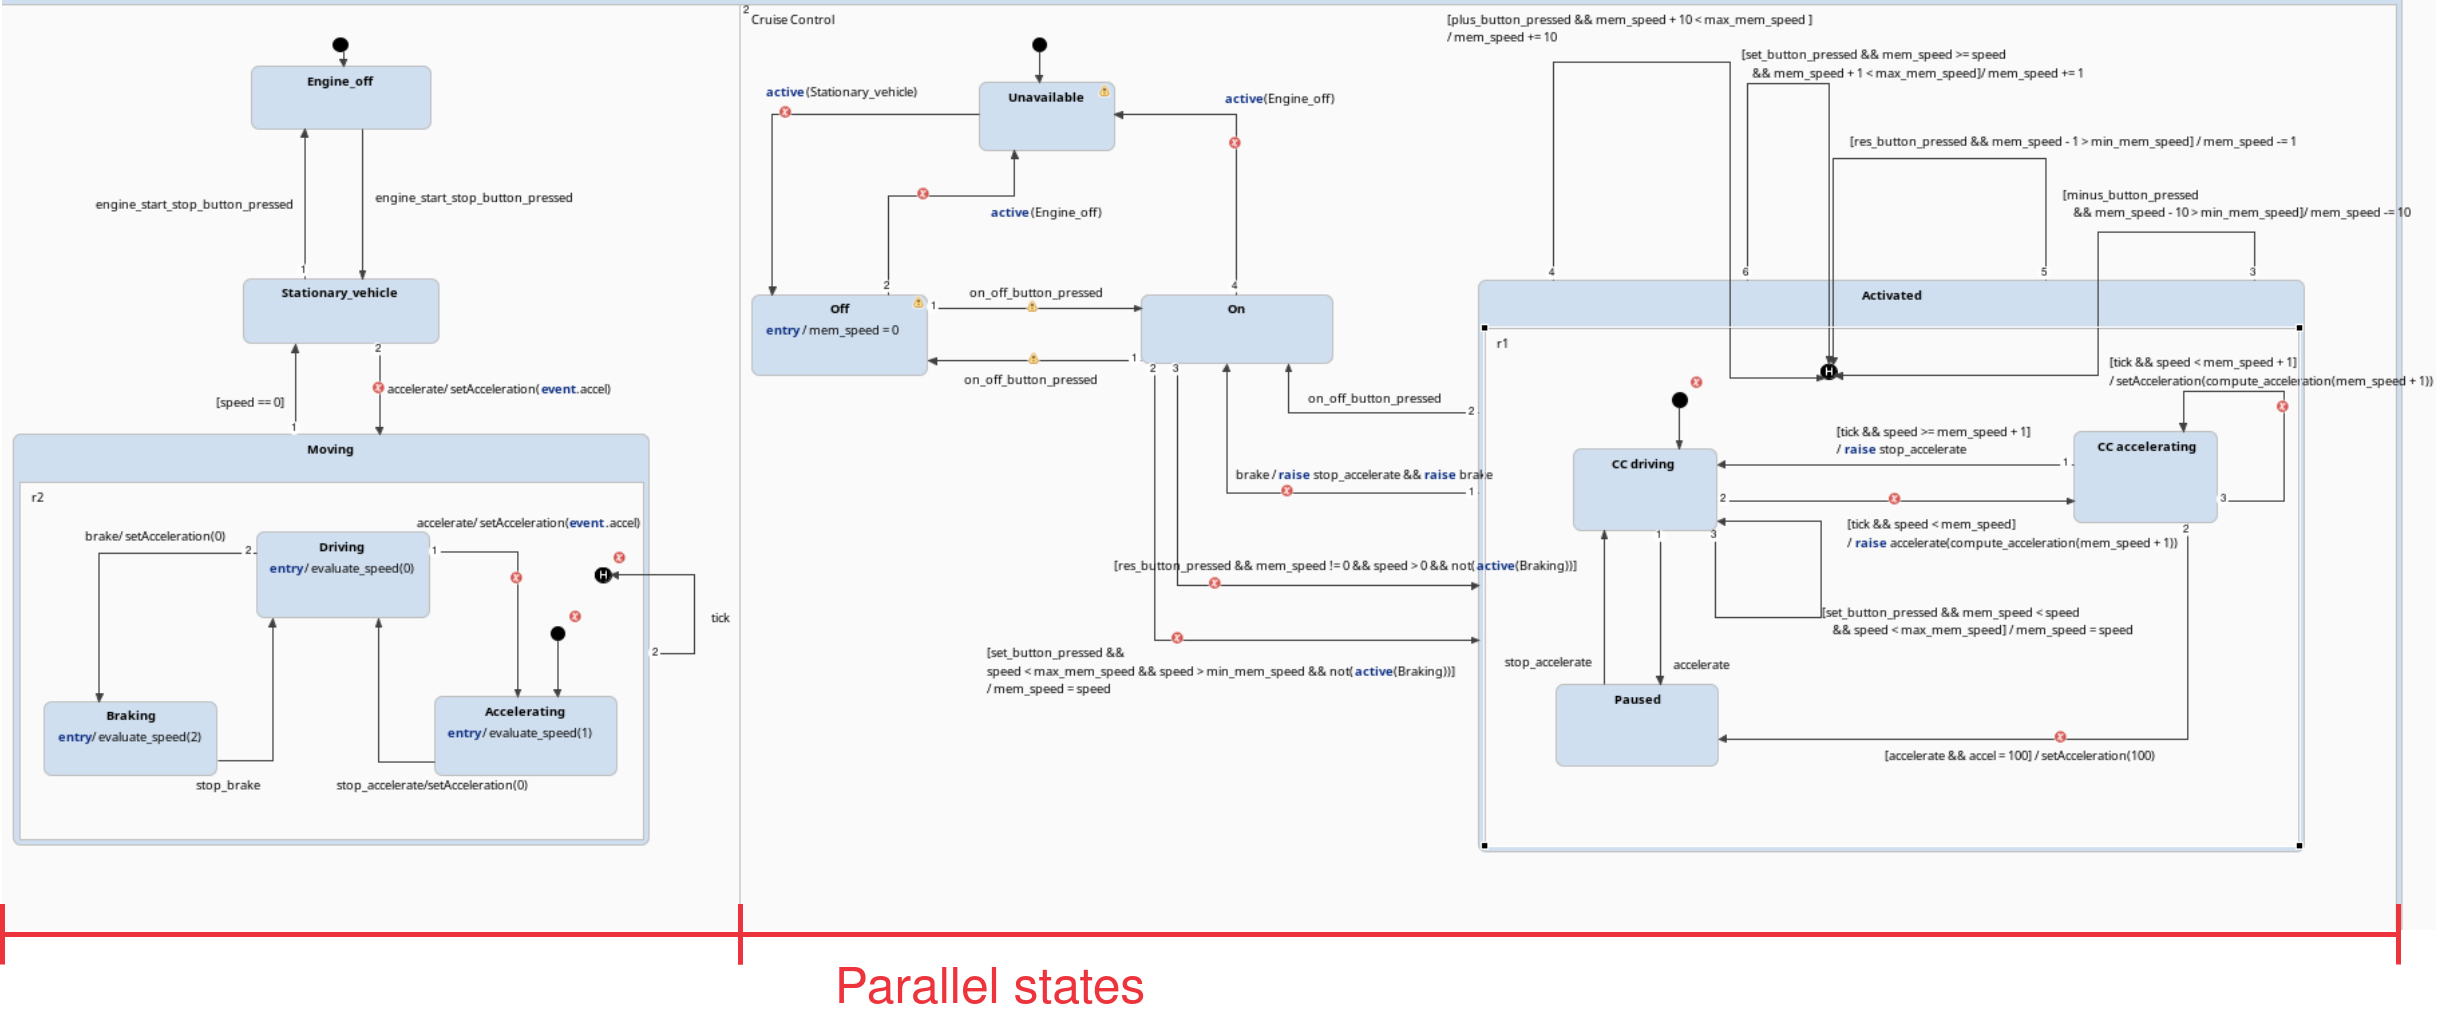 Engine_off
engine_start_stop_button_pressed
engine_start_stop_button_pressed
1
Stationary_vehicle
2
accelerate/ setAcceleration(event.accel)
[speed == 0]
1
Moving
r2
accelerate/ setAcceleration(event.accel)
brake/ setAcceleration(0)
2
Driving
entry/ evaluate_speed(0)
1
H
tick
2
Braking
entry/ evaluate_speed(2)
Accelerating
entry/ evaluate_speed(1)
stop_brake
stop_accelerate/setAcceleration(0)
2
Cruise Control
Unavailable
active(Stationary_vehicle)
active(Engine_off)
active(Engine_off)
2
4
Off
entry / mem_speed = 0
1
on_off_button_pressed
On
on_off_button_pressed
1
2
3
on_off_button_pressed
2
brake / raise stop_accelerate && raise brake
1
[res_button_pressed && mem_speed != 0 && speed > 0 && not(active(Braking))]
[set_button_pressed &&
speed < max_mem_speed && speed > min_mem_speed && not(active(Braking))]
/ mem_speed = speed
[plus_button_pressed && mem_speed + 10 < max_mem_speed ]
/ mem_speed += 10
[set_button_pressed && mem_speed >= speed
&& mem_speed + 1 < max_mem_speed]/ mem_speed += 1
[res_button_pressed && mem_speed - 1 > min_mem_speed] / mem_speed -= 1
[minus_button_pressed
&& mem_speed - 10 > min_mem_speed]/ mem_speed -= 10
4
6
5
3
Activated
r1
H
[tick && speed < mem_speed + 1]
/ setAcceleration(compute_acceleration(mem_speed + 1))
[tick && speed >= mem_speed + 1]
/ raise stop_accelerate
CC driving
CC accelerating
1
2
3
[tick && speed < mem_speed]
/ raise accelerate(compute_acceleration(mem_speed + 1))
1
3
2
[set_button_pressed && mem_speed < speed
&& speed < max_mem_speed] / mem_speed = speed
stop_accelerate
accelerate
Paused
[accelerate && accel = 100] / setAcceleration(100)
Parallel states